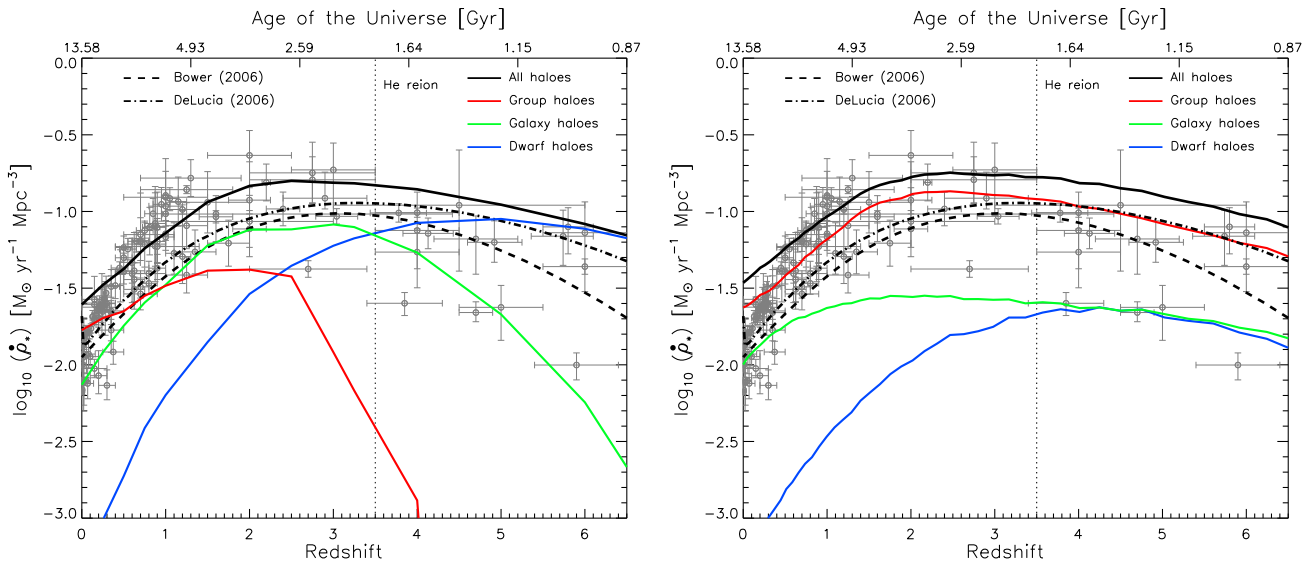 Age of the Universe [Gyr]
13.58 4.93 2.59 1.64 1.15 0.87
0.0
-0.5
-1.0
-1.5
-2.0
-2.5
-3.0
log₁₀ (ρ̇*) [M⊙ yr⁻¹ Mpc⁻³]
Bower (2006)
DeLucia (2006)
All haloes
Group haloes
Galaxy haloes
Dwarf haloes
He reion
0 1 2 3 4 5 6
Redshift
Age of the Universe [Gyr]
13.58 4.93 2.59 1.64 1.15 0.87
0.0
-0.5
-1.0
-1.5
-2.0
-2.5
-3.0
log₁₀ (ρ̇*) [M⊙ yr⁻¹ Mpc⁻³]
Bower (2006)
DeLucia (2006)
All haloes
Group haloes
Galaxy haloes
Dwarf haloes
He reion
0 1 2 3 4 5 6
Redshift